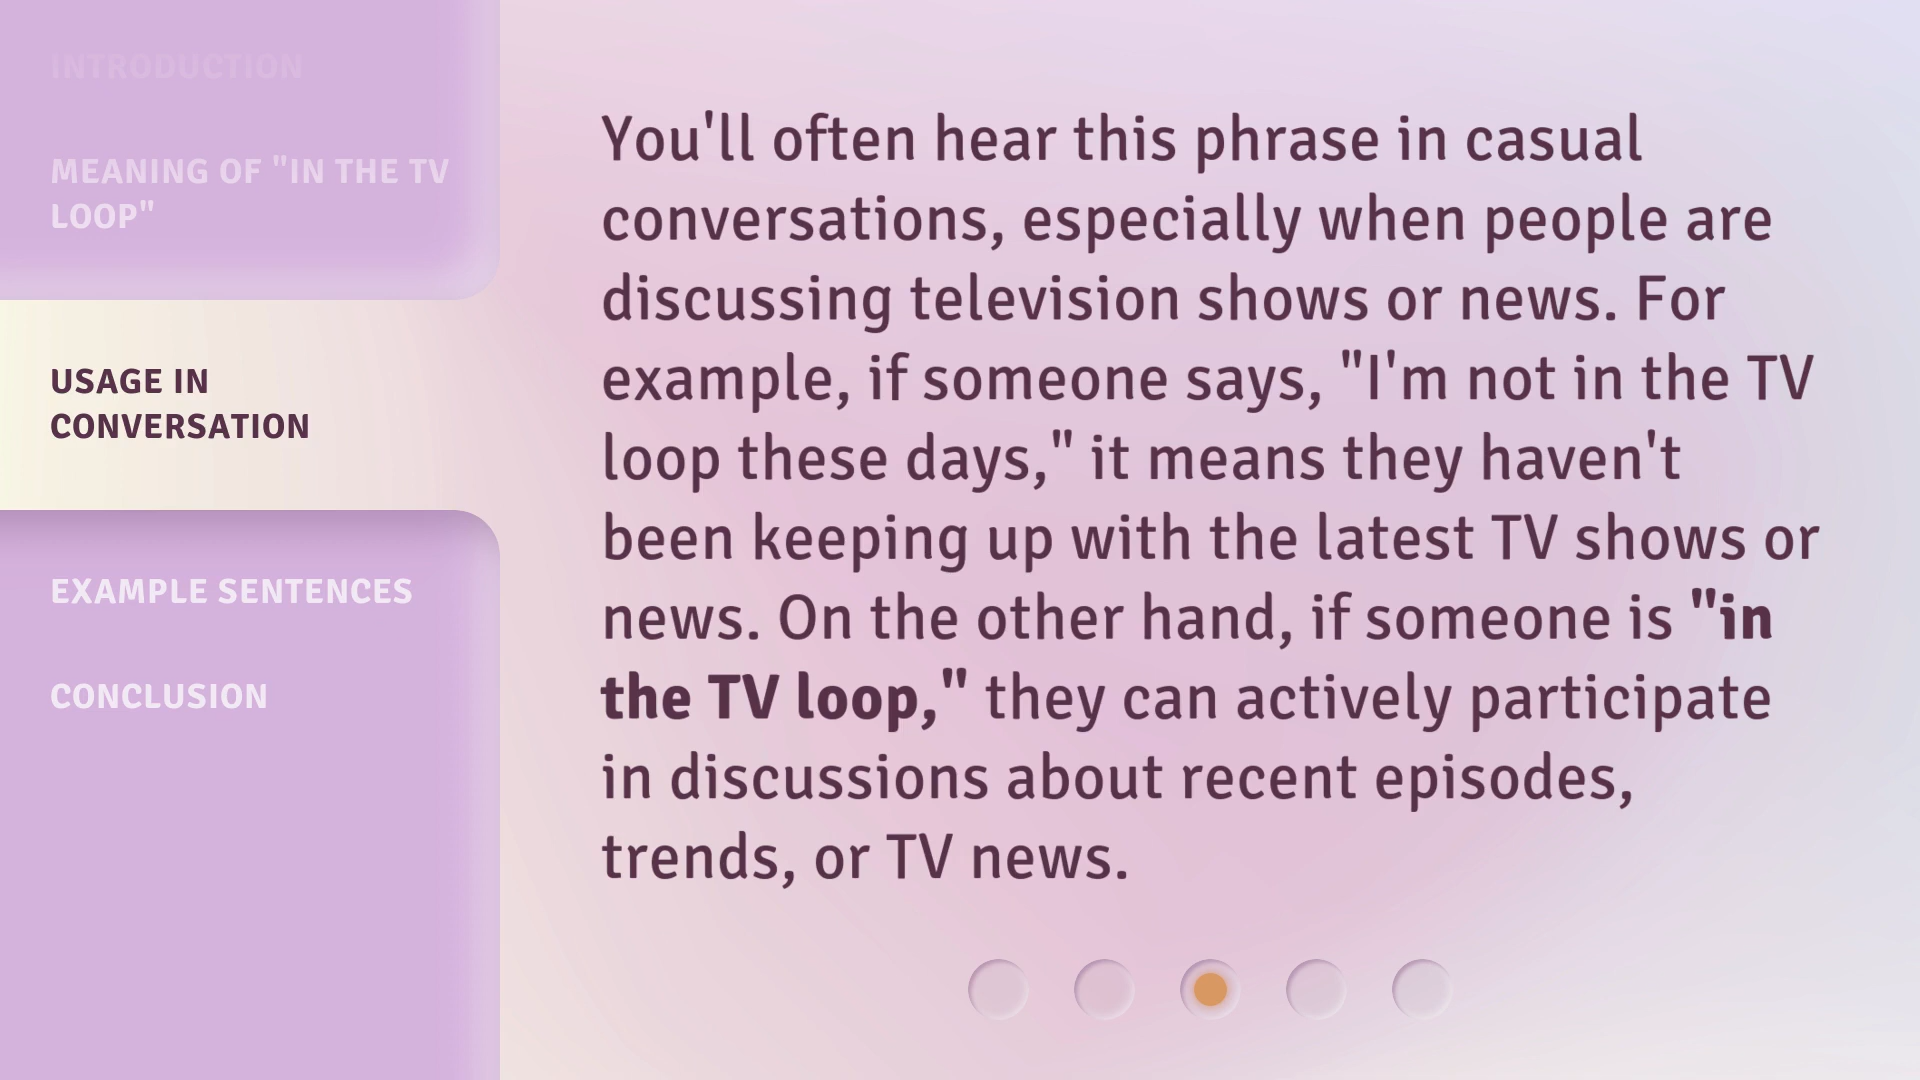 INTRODUCTION
MEANING OF "IN THE TV
LOOP"
USAGE IN
CONVERSATION
EXAMPLE SENTENCES
CONCLUSION
You'll often hear this phrase in casual
conversations, especially when people are
discussing television shows or news. For
example, if someone says, "I'm not in the TV
loop these days," it means they haven't
been keeping up with the latest TV shows or
news. On the other hand, if someone is "in
the TV loop," they can actively participate
in discussions about recent episodes,
trends, or TV news.